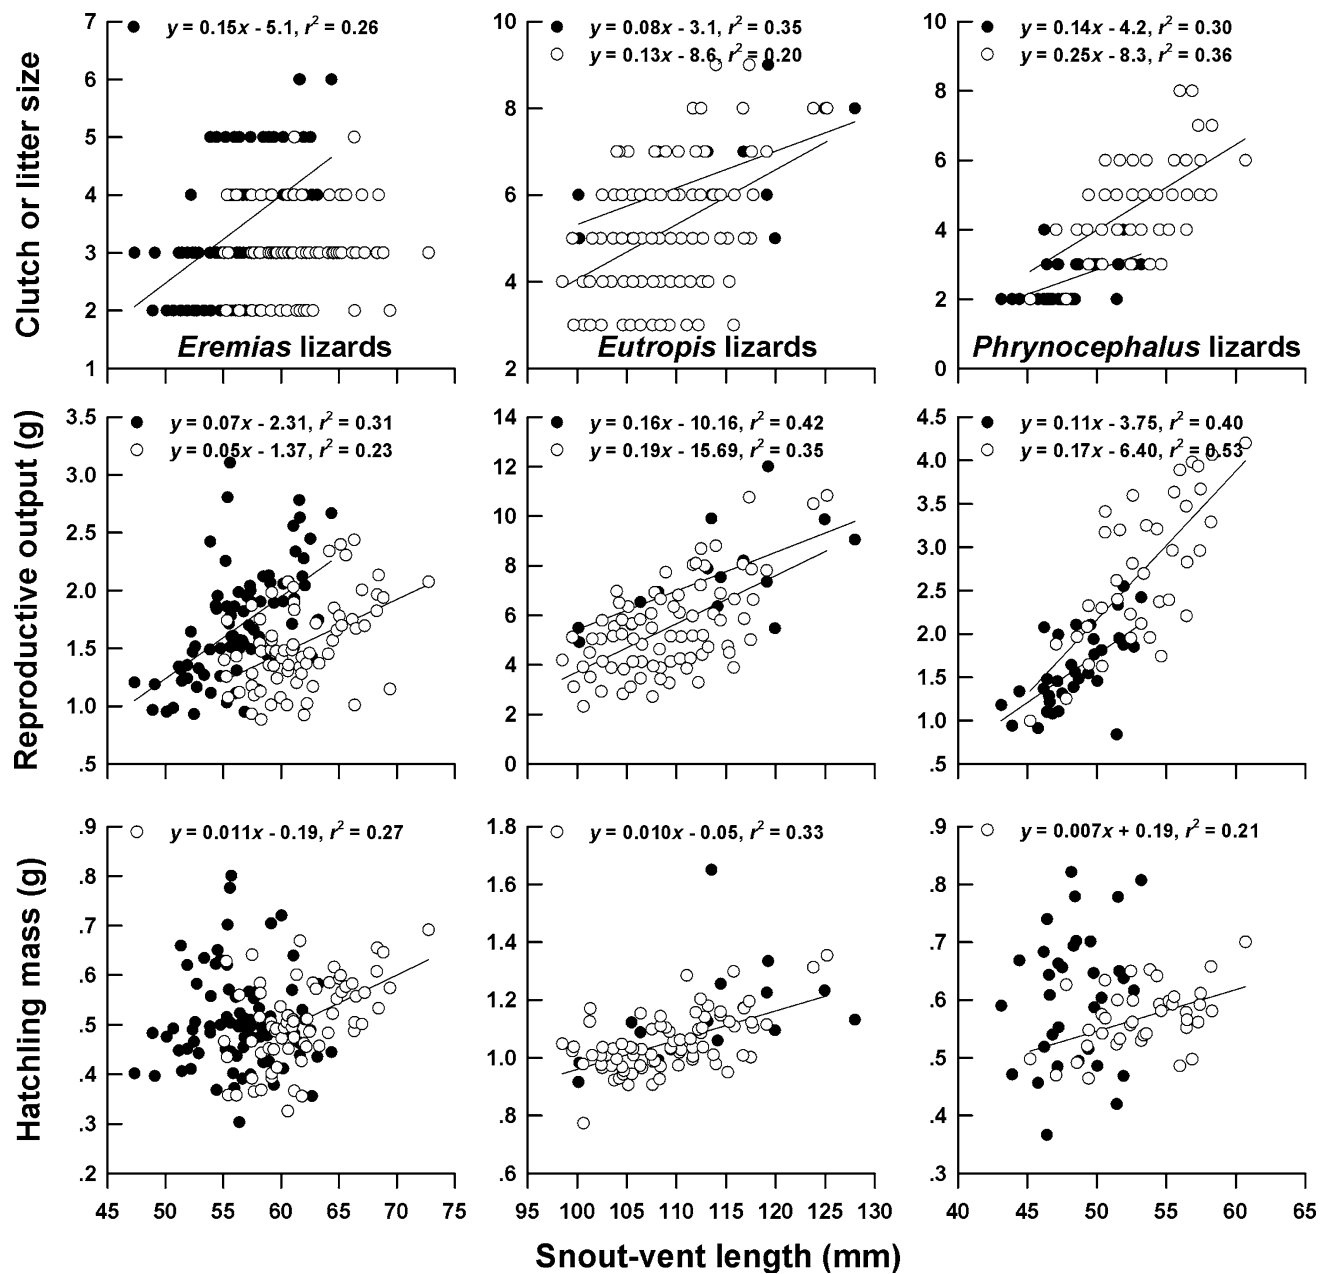 Clutch or litter size
7
6
5
4
3
2
1
y = 0.15x - 5.1, r² = 0.26
Eremias lizards
10
8
6
4
2
y = 0.08x - 3.1, r² = 0.35
y = 0.13x - 8.6, r² = 0.20
Eutropis lizards
10
8
6
4
2
0
y = 0.14x - 4.2, r² = 0.30
y = 0.25x - 8.3, r² = 0.36
Phrynocephalus lizards
Reproductive output (g)
3.5
3.0
2.5
2.0
1.5
1.0
.5
y = 0.07x - 2.31, r² = 0.31
y = 0.05x - 1.37, r² = 0.23
14
12
10
8
6
4
2
0
y = 0.16x - 10.16, r² = 0.42
y = 0.19x - 15.69, r² = 0.35
4.5
4.0
3.5
3.0
2.5
2.0
1.5
1.0
.5
y = 0.11x - 3.75, r² = 0.40
y = 0.17x - 6.40, r² = 0.53
Hatchling mass (g)
.9
.8
.7
.6
.5
.4
.3
.2
y = 0.011x - 0.19, r² = 0.27
45 50 55 60 65 70 75
1.8
1.6
1.4
1.2
1.0
0.8
.6
y = 0.010x - 0.05, r² = 0.33
100 105 110 115 120 125 130
.9
.8
.7
.6
.5
.4
.3
y = 0.007x + 0.19, r² = 0.21
40 45 50 55 60 65
Snout-vent length (mm)